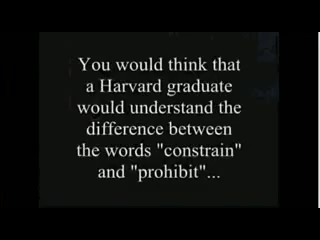 You would think that
a Harvard graduate
would understand the
difference between
the words "constrain"
and "prohibit"...